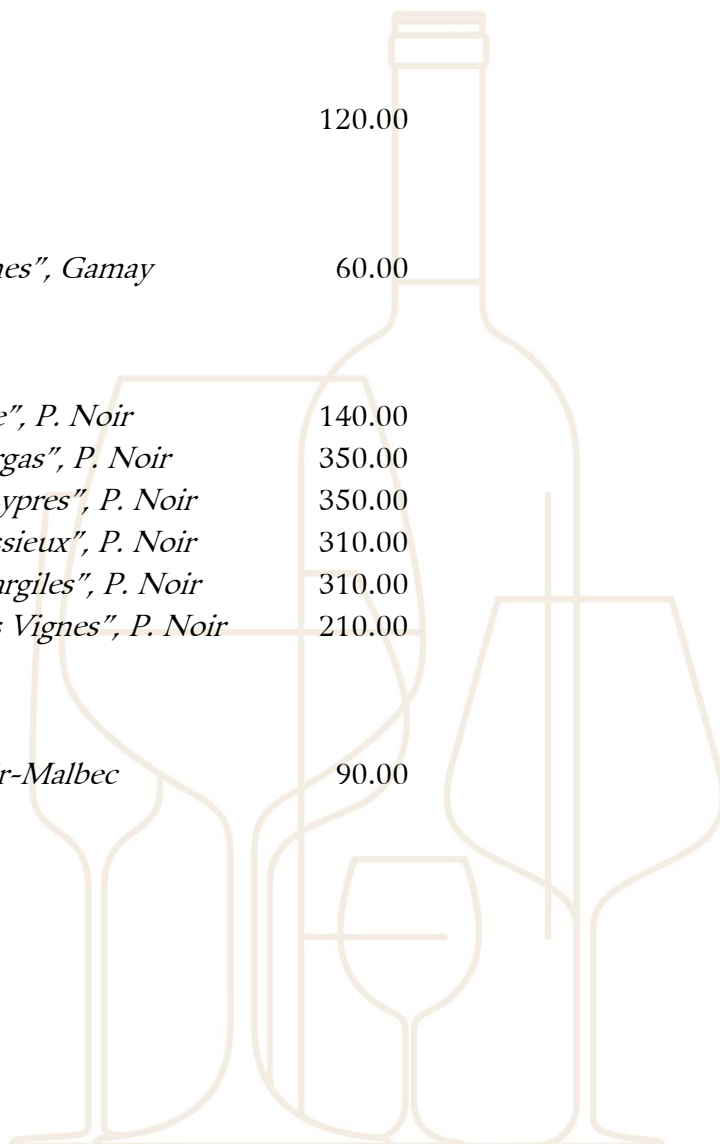 120.00
nes", Gamay 60.00
e", P. Noir 140.00
rgas", P. Noir 350.00
ypres", P. Noir 350.00
ssieux", P. Noir 310.00
argiles", P. Noir 310.00
s Vignes", P. Noir 210.00
r-Malbec 90.00